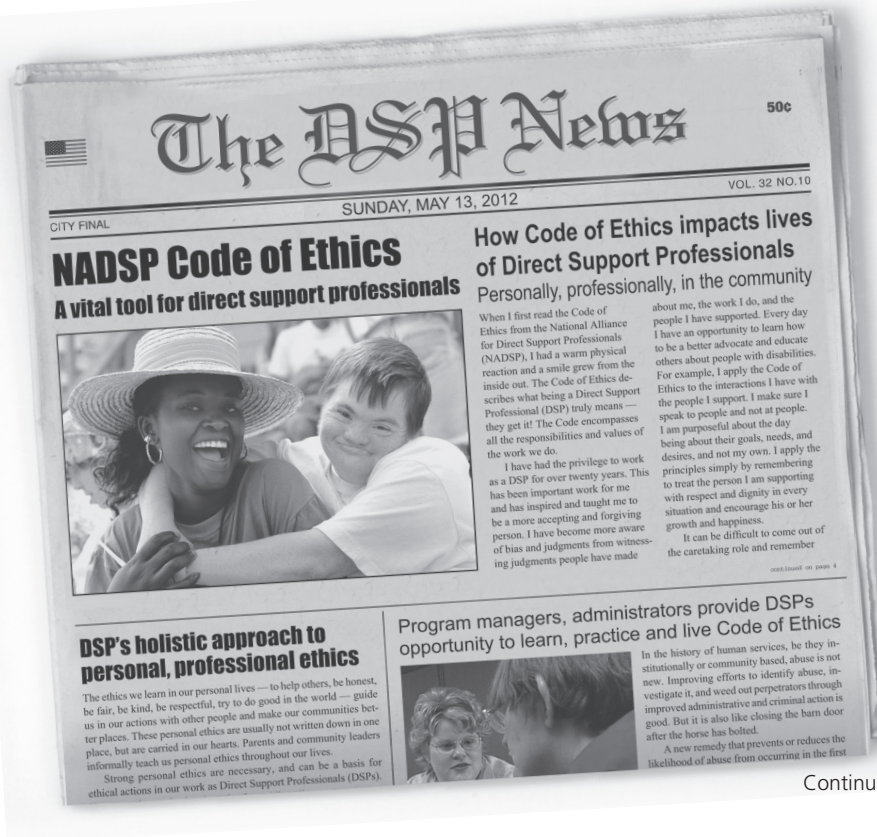 The DSP News
50¢
CITY FINAL
SUNDAY, MAY 13, 2012
VOL. 32 NO.10
NADSP Code of Ethics
A vital tool for direct support professionals
How Code of Ethics impacts lives
of Direct Support Professionals
Personally, professionally, in the community
When I first read the Code of
Ethics from the National Alliance
for Direct Support Professionals
(NADSP), I had a warm physical
reaction and a smile grew from the
inside out. The Code of Ethics de-
scribes what being a Direct Support
Professional (DSP) truly means —
they get it! The Code encompasses
all the responsibilities and values of
the work we do.
I have had the privilege to work
as a DSP for over twenty years. This
has been important work for me
and has inspired and taught me to
be a more accepting and forgiving
person. I have become more aware
of bias and judgments from witness-
ing judgments people have made
about me, the work I do, and the
people I have supported. Every day
I have an opportunity to learn how
to be a better advocate and educate
others about people with disabilities.
For example, I apply the Code of
Ethics to the interactions I have with
the people I support. I make sure I
speak to people and not at people.
I am purposeful about the day
being about their goals, needs, and
desires, and not my own. I apply the
principles simply by remembering
to treat the person I am supporting
with respect and dignity in every
situation and encourage his or her
growth and happiness.
It can be difficult to come out of
the caretaking role and remember
continued on page 4
DSP's holistic approach to
personal, professional ethics
The ethics we learn in our personal lives — to help others, be honest,
be fair, be kind, be respectful, try to do good in the world — guide
us in our actions with other people and make our communities bet-
ter places. These personal ethics are usually not written down in one
place, but are carried in our hearts. Parents and community leaders
informally teach us personal ethics throughout our lives.
Strong personal ethics are necessary, and can be a basis for
ethical actions in our work as Direct Support Professionals (DSPs).
Program managers, administrators provide DSPs
opportunity to learn, practice and live Code of Ethics
In the history of human services, be they in-
stitutionally or community based, abuse is not
new. Improving efforts to identify abuse, in-
vestigate it, and weed out perpetrators through
improved administrative and criminal action is
good. But it is also like closing the barn door
after the horse has bolted.
A new remedy that prevents or reduces the
likelihood of abuse from occurring in the first
Continu